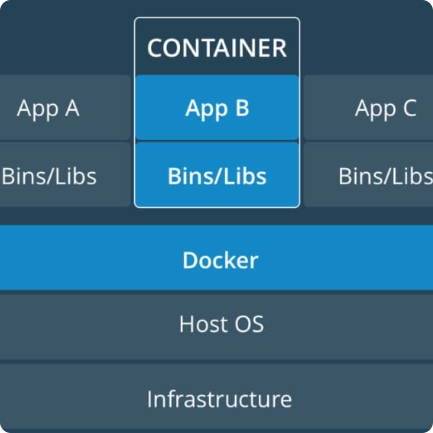 CONTAINER
App A App B App C
Bins/Libs Bins/Libs Bins/Libs
Docker
Host OS
Infrastructure